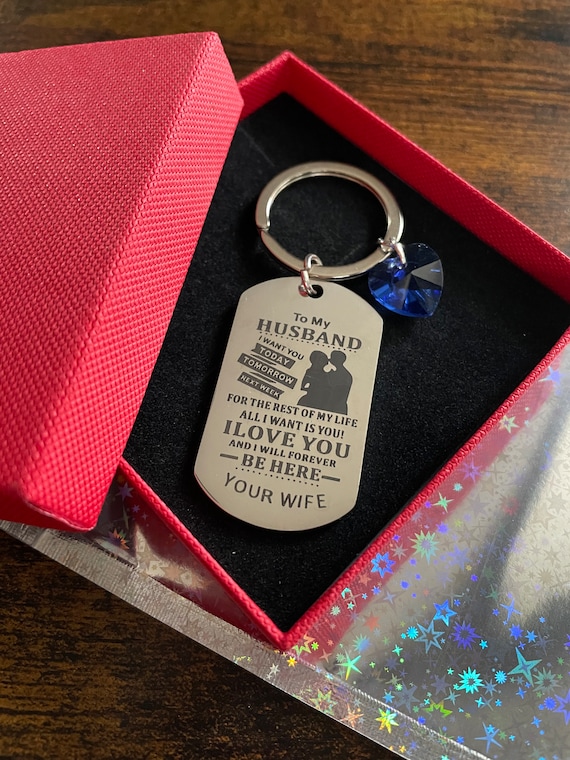 To My
HUSBAND
I WANT YOU
TODAY
TOMORROW
NEXT WEEK
FOR THE REST OF MY LIFE
ALL I WANT IS YOU!
I LOVE YOU
AND I WILL FOREVER
BE HERE
YOUR WIFE